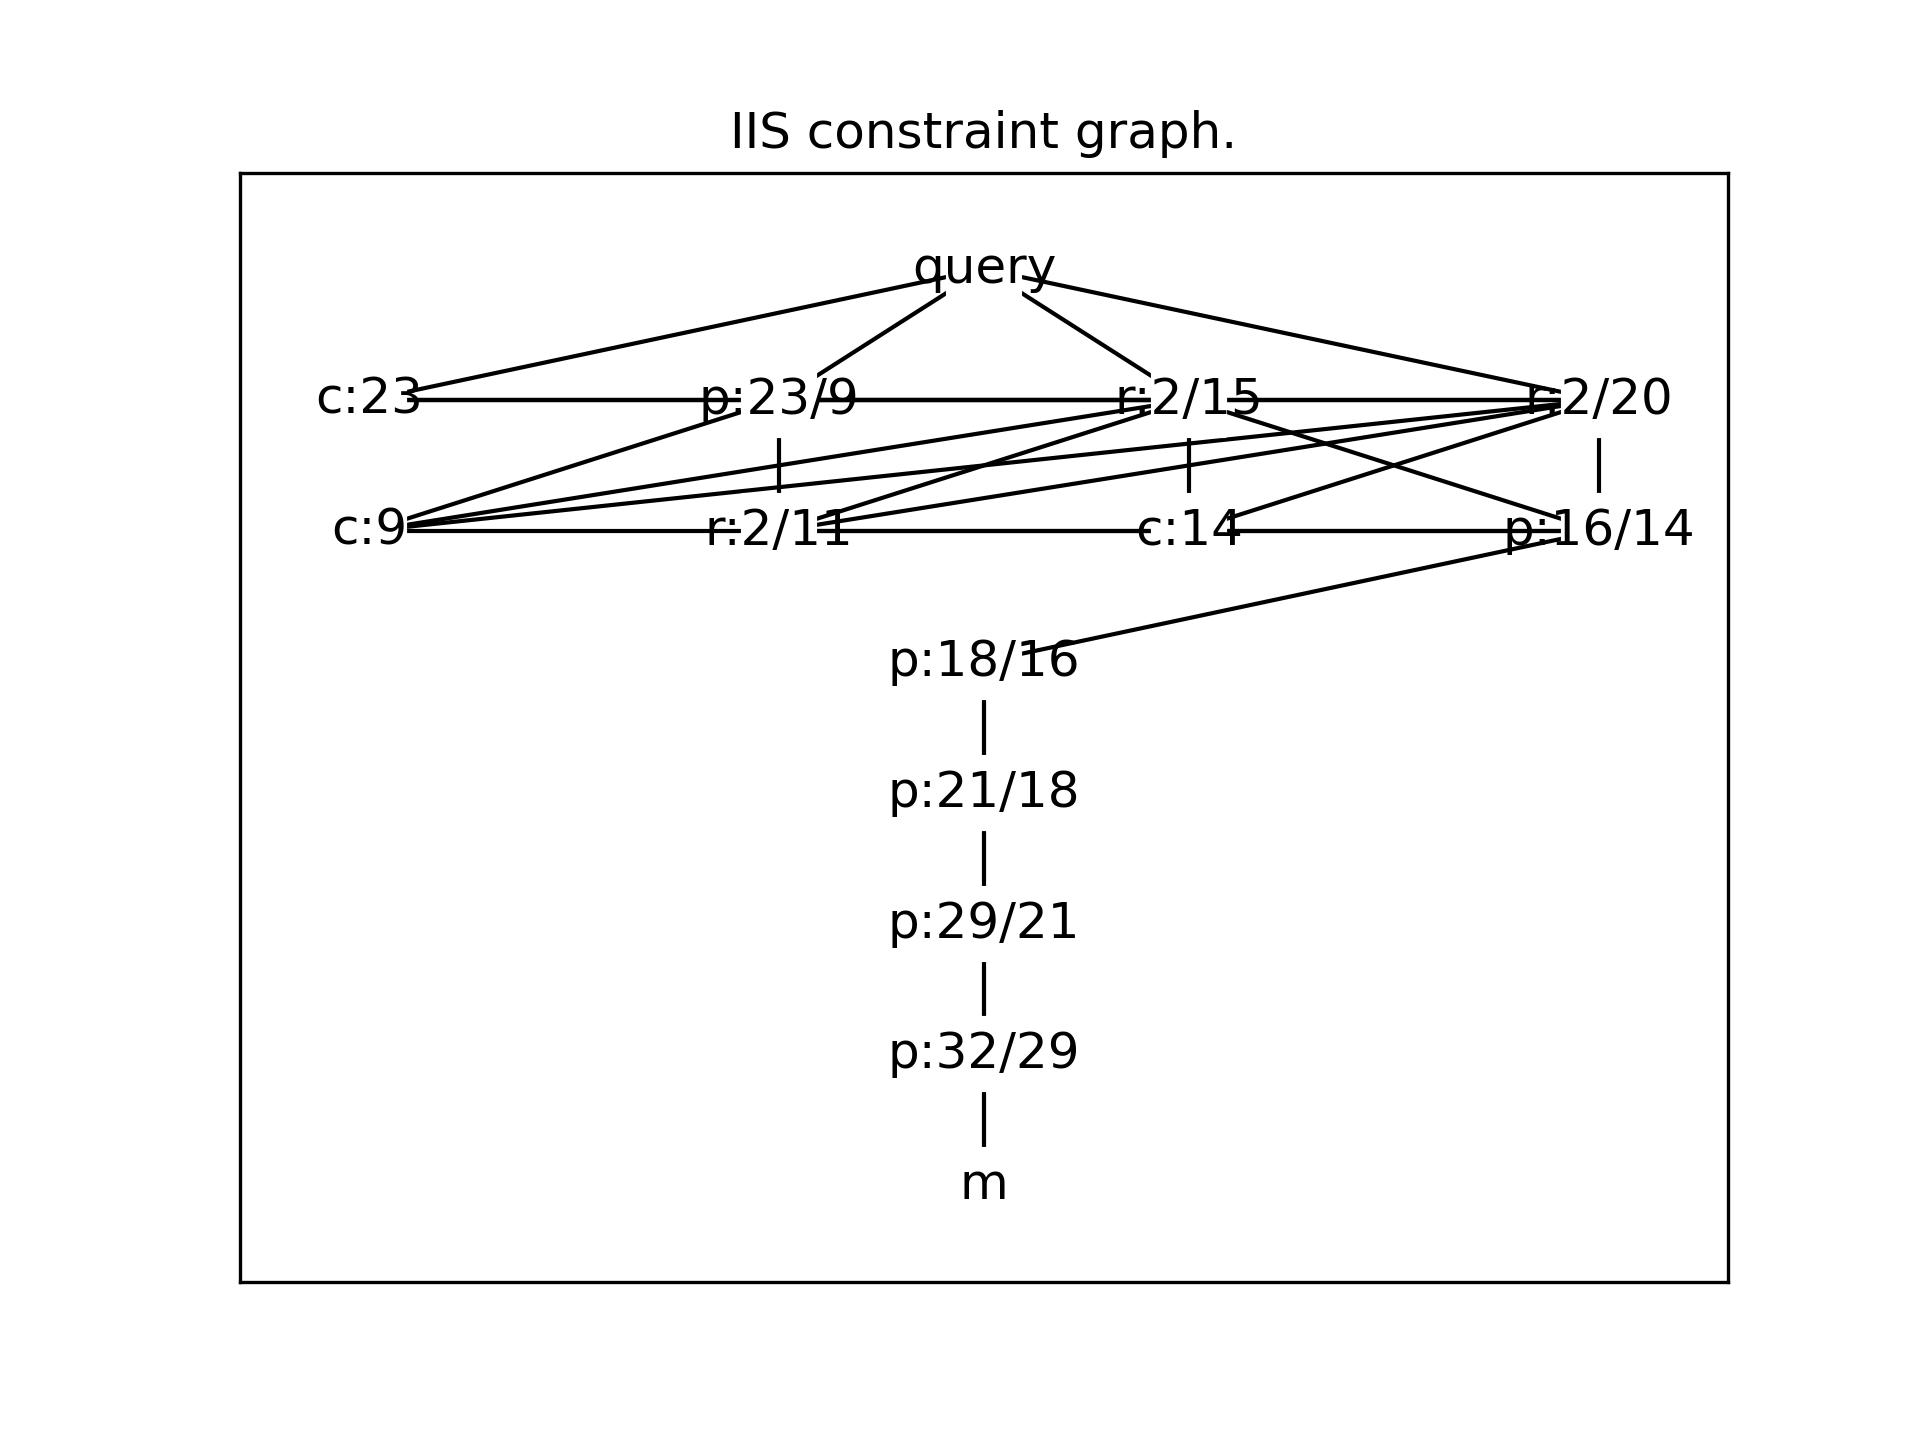 IIS constraint graph.
query
c:23 p:23/9 r:2/15 r:2/20
c:9 r:2/11 c:14 p:16/14
p:18/16
p:21/18
p:29/21
p:32/29
m